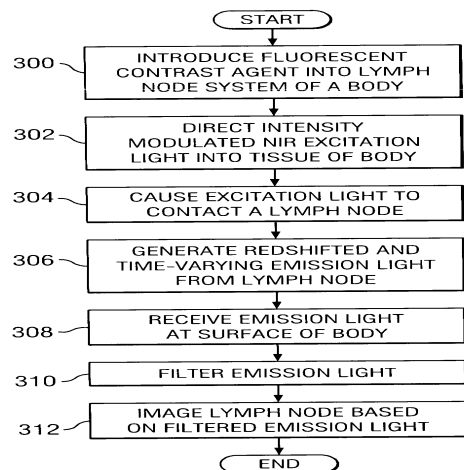 START
300
INTRODUCE FLUORESCENT
CONTRAST AGENT INTO LYMPH
NODE SYSTEM OF A BODY
302
DIRECT INTENSITY
MODULATED NIR EXCITATION
LIGHT INTO TISSUE OF BODY
304
CAUSE EXCITATION LIGHT TO
CONTACT A LYMPH NODE
306
GENERATE REDSHIFTED AND
TIME-VARYING EMISSION LIGHT
FROM LYMPH NODE
308
RECEIVE EMISSION LIGHT
AT SURFACE OF BODY
310
FILTER EMISSION LIGHT
312
IMAGE LYMPH NODE BASED
ON FILTERED EMISSION LIGHT
END